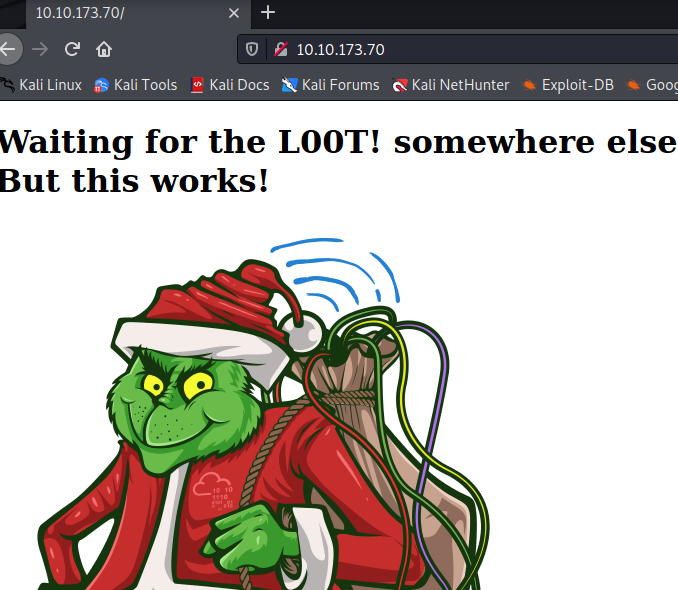 10.10.173.70/
10.10.173.70
Kali Linux Kali Tools Kali Docs Kali Forums Kali NetHunter Exploit-DB Goog
Waiting for the L00T! somewhere else
But this works!
10 10
1110